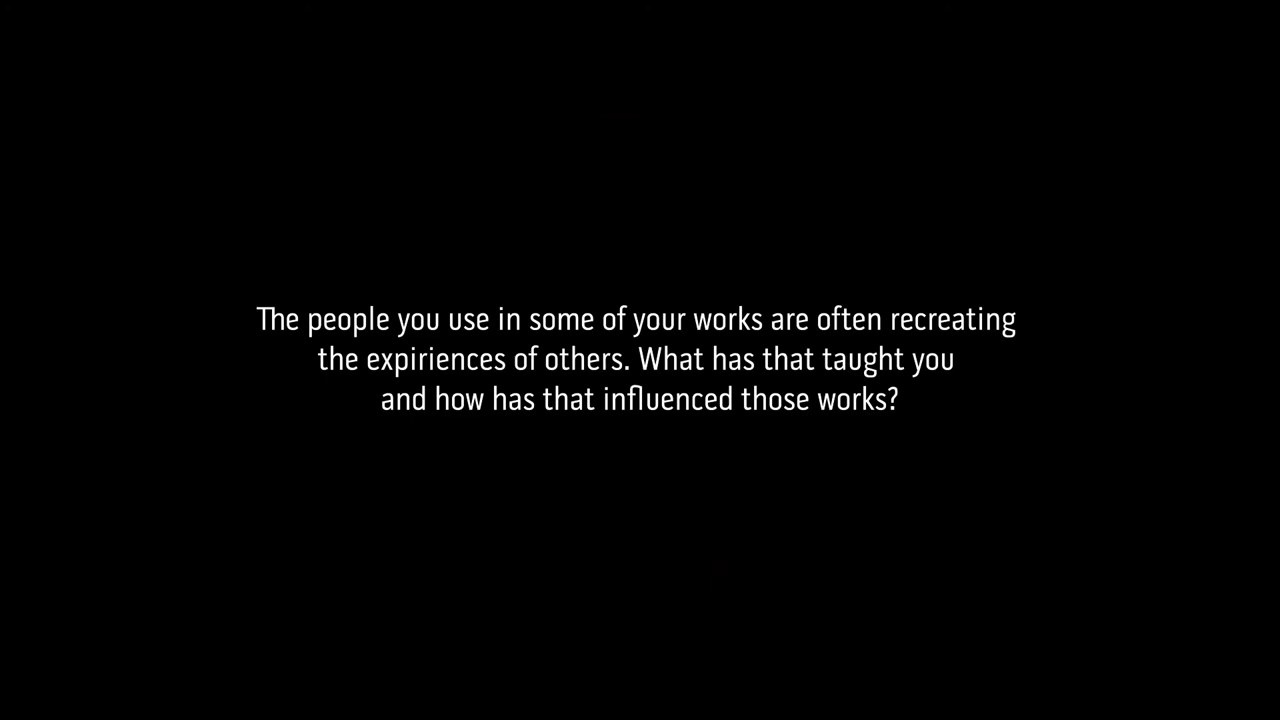 The people you use in some of your works are often recreating
the expiriences of others. What has that taught you
and how has that influenced those works?